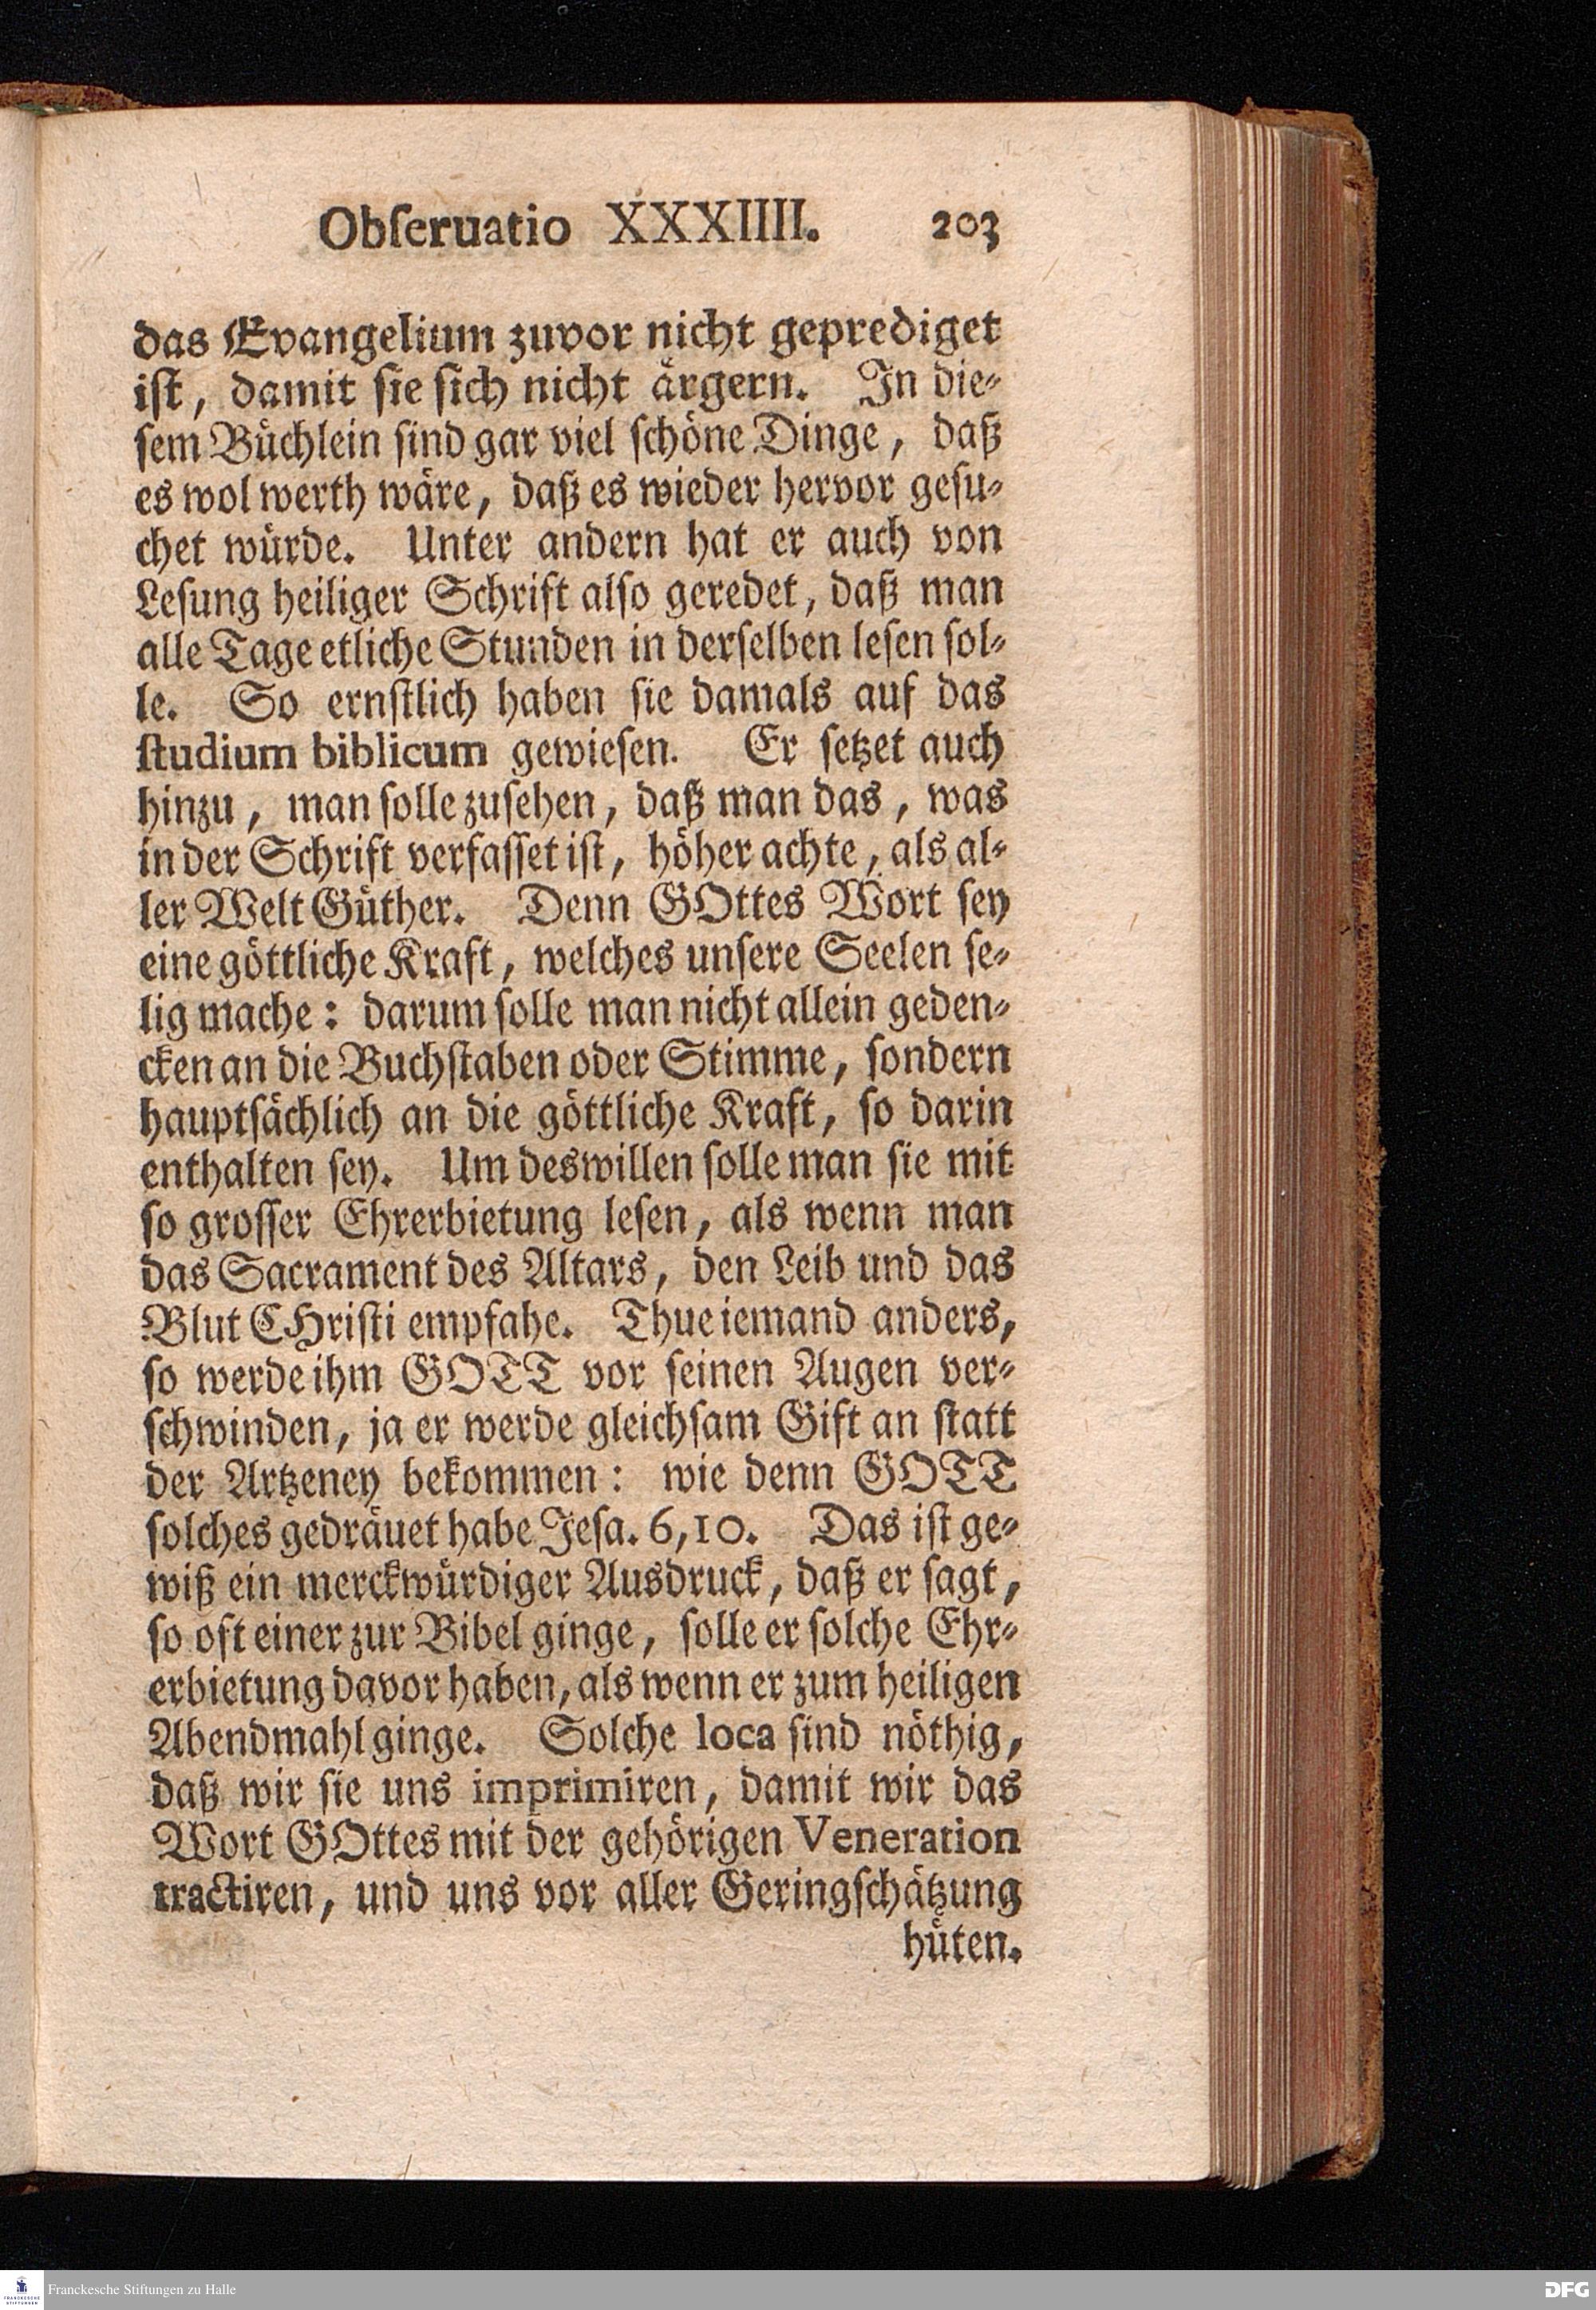 Obſeruatio XXXIIII. 203
das Evangelium zuvor nicht geprediget
iſt, damit ſie ſich nicht ärgern. In die-
ſem Büchlein ſind gar viel ſchöne Dinge, daß
es wol werth wäre, daß es wieder hervor geſu-
chet würde. Unter andern hat er auch von
Leſung heiliger Schrift alſo geredet, daß man
alle Tage etliche Stunden in derſelben leſen ſol-
le. So ernſtlich haben ſie damals auf das
ſtudium biblicum gewieſen. Er ſetzet auch
hinzu, man ſolle zuſehen, daß man das, was
in der Schrift verfaſſet iſt, höher achte, als al-
ler Welt Güther. Denn GOttes Wort ſey
eine göttliche Kraft, welches unſere Seelen ſe-
lig mache: darum ſolle man nicht allein geden-
cken an die Buchſtaben oder Stimme, ſondern
hauptſächlich an die göttliche Kraft, ſo darin
enthalten ſey. Um deswillen ſolle man ſie mit
ſo groſſer Ehrerbietung leſen, als wenn man
das Sacrament des Altars, den Leib und das
Blut CHriſti empfahe. Thue iemand anders,
ſo werde ihm GOTT vor ſeinen Augen ver-
ſchwinden, ja er werde gleichſam Gift an ſtatt
der Artzeney bekommen: wie denn GOTT
ſolches gedräuet habe Jeſa. 6,10. Das iſt ge-
wiß ein merckwürdiger Ausdruck, daß er ſagt,
ſo oft einer zur Bibel ginge, ſolle er ſolche Ehr-
erbietung davor haben, als wenn er zum heiligen
Abendmahl ginge. Solche loca ſind nöthig,
daß wir ſie uns imprimiren, damit wir das
Wort GOttes mit der gehörigen Veneration
tractiren, und uns vor aller Geringſchätzung
hüten.
FRANCKESCHE
STIFTUNGEN
Franckesche Stiftungen zu Halle
DFG